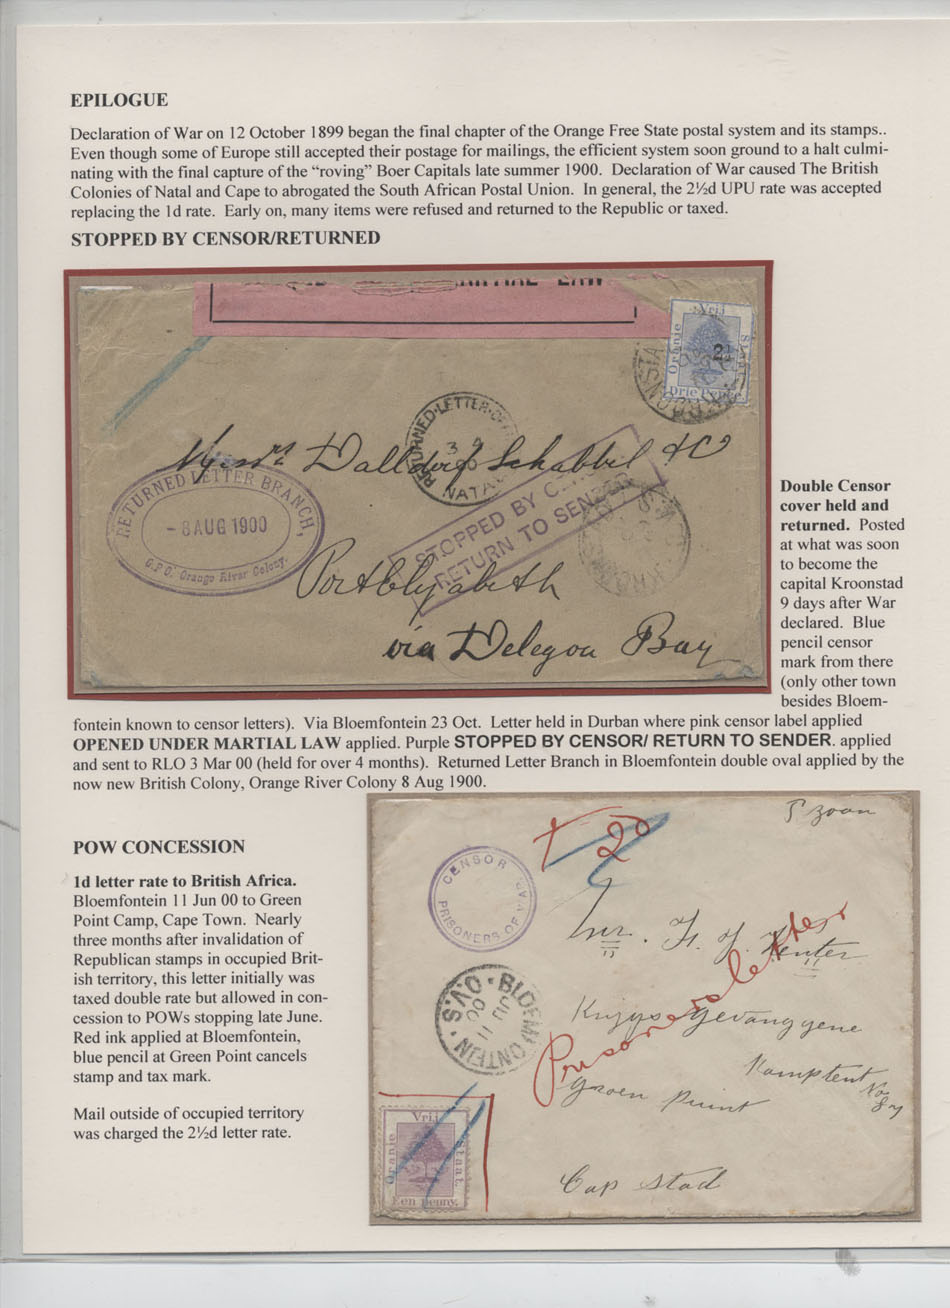 EPILOGUE
Declaration of War on 12 October 1899 began the final chapter of the Orange Free State postal system and its stamps..
Even though some of Europe still accepted their postage for mailings, the efficient system soon ground to a halt culmi-
nating with the final capture of the "roving" Boer Capitals late summer 1900. Declaration of War caused The British
Colonies of Natal and Cape to abrogated the South African Postal Union. In general, the 2½d UPU rate was accepted
replacing the 1d rate. Early on, many items were refused and returned to the Republic or taxed.
STOPPED BY CENSOR/RETURNED
Vrij
Oranje
Staat
2½
Drie Pence
RETURNED LETTER
NATAL
Messrs Dalldorf Schabbel & Co
STOPPED BY
RETURN TO SENDER
RETURNED LETTER BRANCH,
- 8 AUG 1900
G.P.O. Orange River Colony.
Port Elizabeth
via Delegoa Bay
Double Censor
cover held and
returned. Posted
at what was soon
to become the
capital Kroonstad
9 days after War
declared. Blue
pencil censor
mark from there
(only other town
besides Bloem-
fontein known to censor letters). Via Bloemfontein 23 Oct. Letter held in Durban where pink censor label applied
OPENED UNDER MARTIAL LAW applied. Purple STOPPED BY CENSOR/ RETURN TO SENDER. applied
and sent to RLO 3 Mar 00 (held for over 4 months). Returned Letter Branch in Bloemfontein double oval applied by the
now new British Colony, Orange River Colony 8 Aug 1900.
POW CONCESSION
1d letter rate to British Africa.
Bloemfontein 11 Jun 00 to Green
Point Camp, Cape Town. Nearly
three months after invalidation of
Republican stamps in occupied Brit-
ish territory, this letter initially was
taxed double rate but allowed in con-
cession to POWs stopping late June.
Red ink applied at Bloemfontein,
blue pencil at Green Point cancels
stamp and tax mark.
Mail outside of occupied territory
was charged the 2½d letter rate.
CENSOR
PRISONERS OF WAR
BLOEMFONTEIN · O.V.S.
11
JU
00
Prisoners letter
Groen Punt
Kamptent
No
Cap Stad
Vrij
Oranje
Staat.
Een Penny.